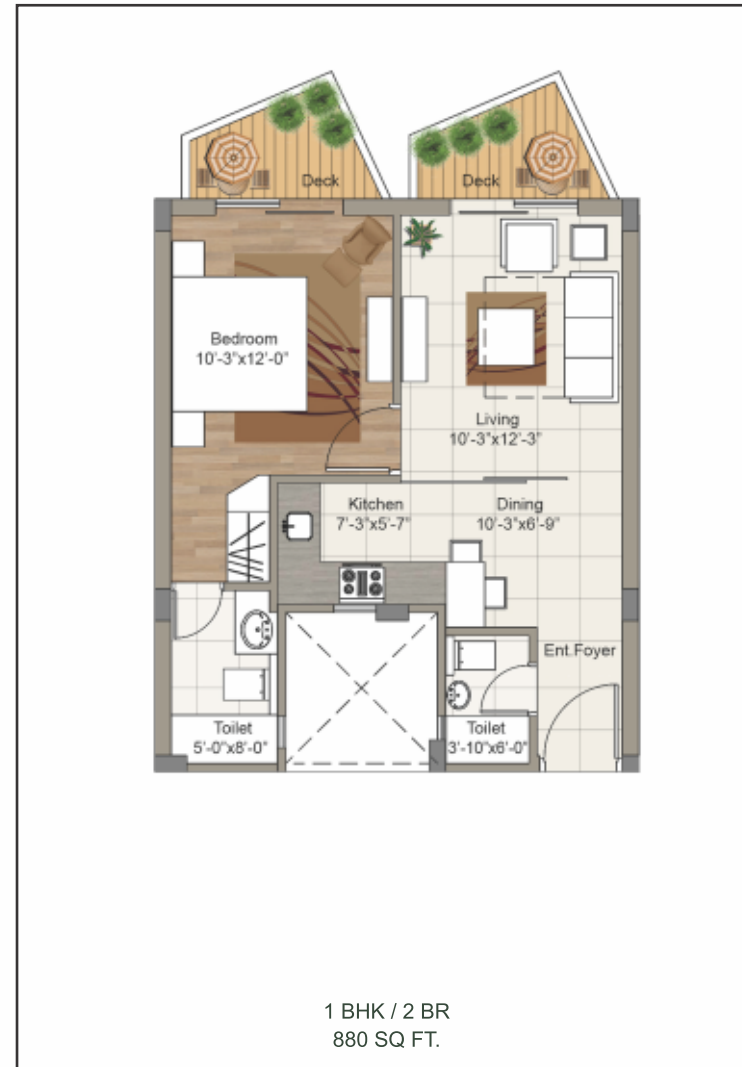 Deck
Deck
Bedroom
10'-3"x12'-0"
Living
10'-3"x12'-3"
Kitchen
7'-3"x5'-7"
Dining
10'-3"x6'-9"
Ent.Foyer
Toilet
5'-0"x8'-0"
Toilet
3'-10"x6'-0"
1 BHK / 2 BR
880 SQ FT.